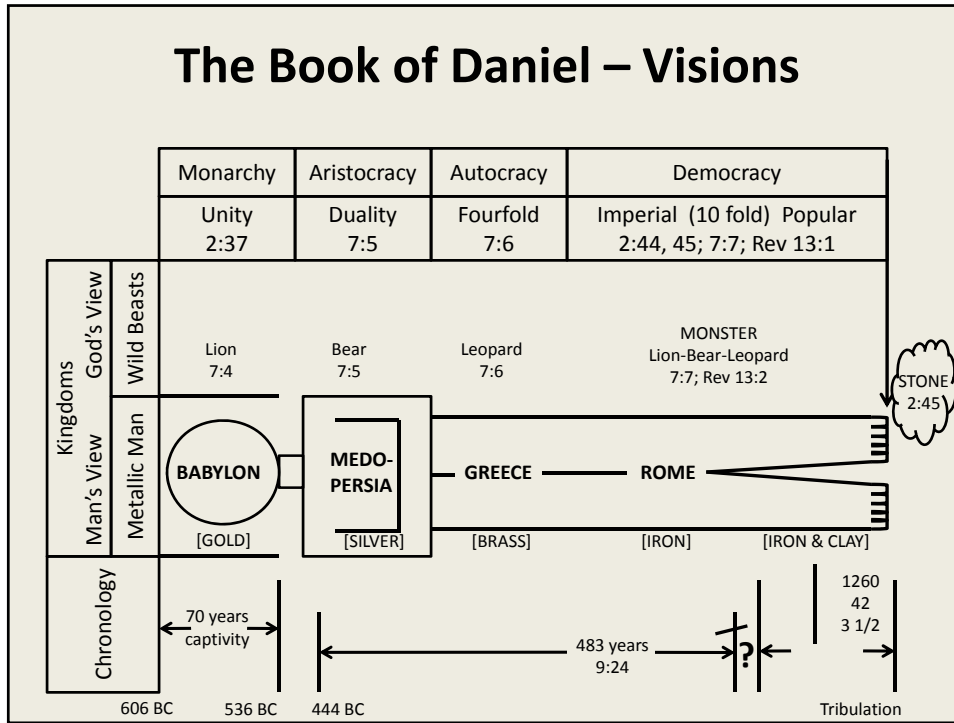 The Book of Daniel – Visions
Monarchy
Aristocracy
Autocracy
Democracy
Unity
2:37
Duality
7:5
Fourfold
7:6
Imperial (10 fold) Popular
2:44, 45; 7:7; Rev 13:1
Kingdoms
God's View
Wild Beasts
Lion
7:4
Bear
7:5
Leopard
7:6
MONSTER
Lion-Bear-Leopard
7:7; Rev 13:2
STONE
2:45
Man's View
Metallic Man
BABYLON
MEDO-
PERSIA
GREECE
ROME
[GOLD]
[SILVER]
[BRASS]
[IRON]
[IRON & CLAY]
Chronology
70 years
captivity
483 years
9:24
?
1260
42
3 1/2
606 BC
536 BC
444 BC
Tribulation